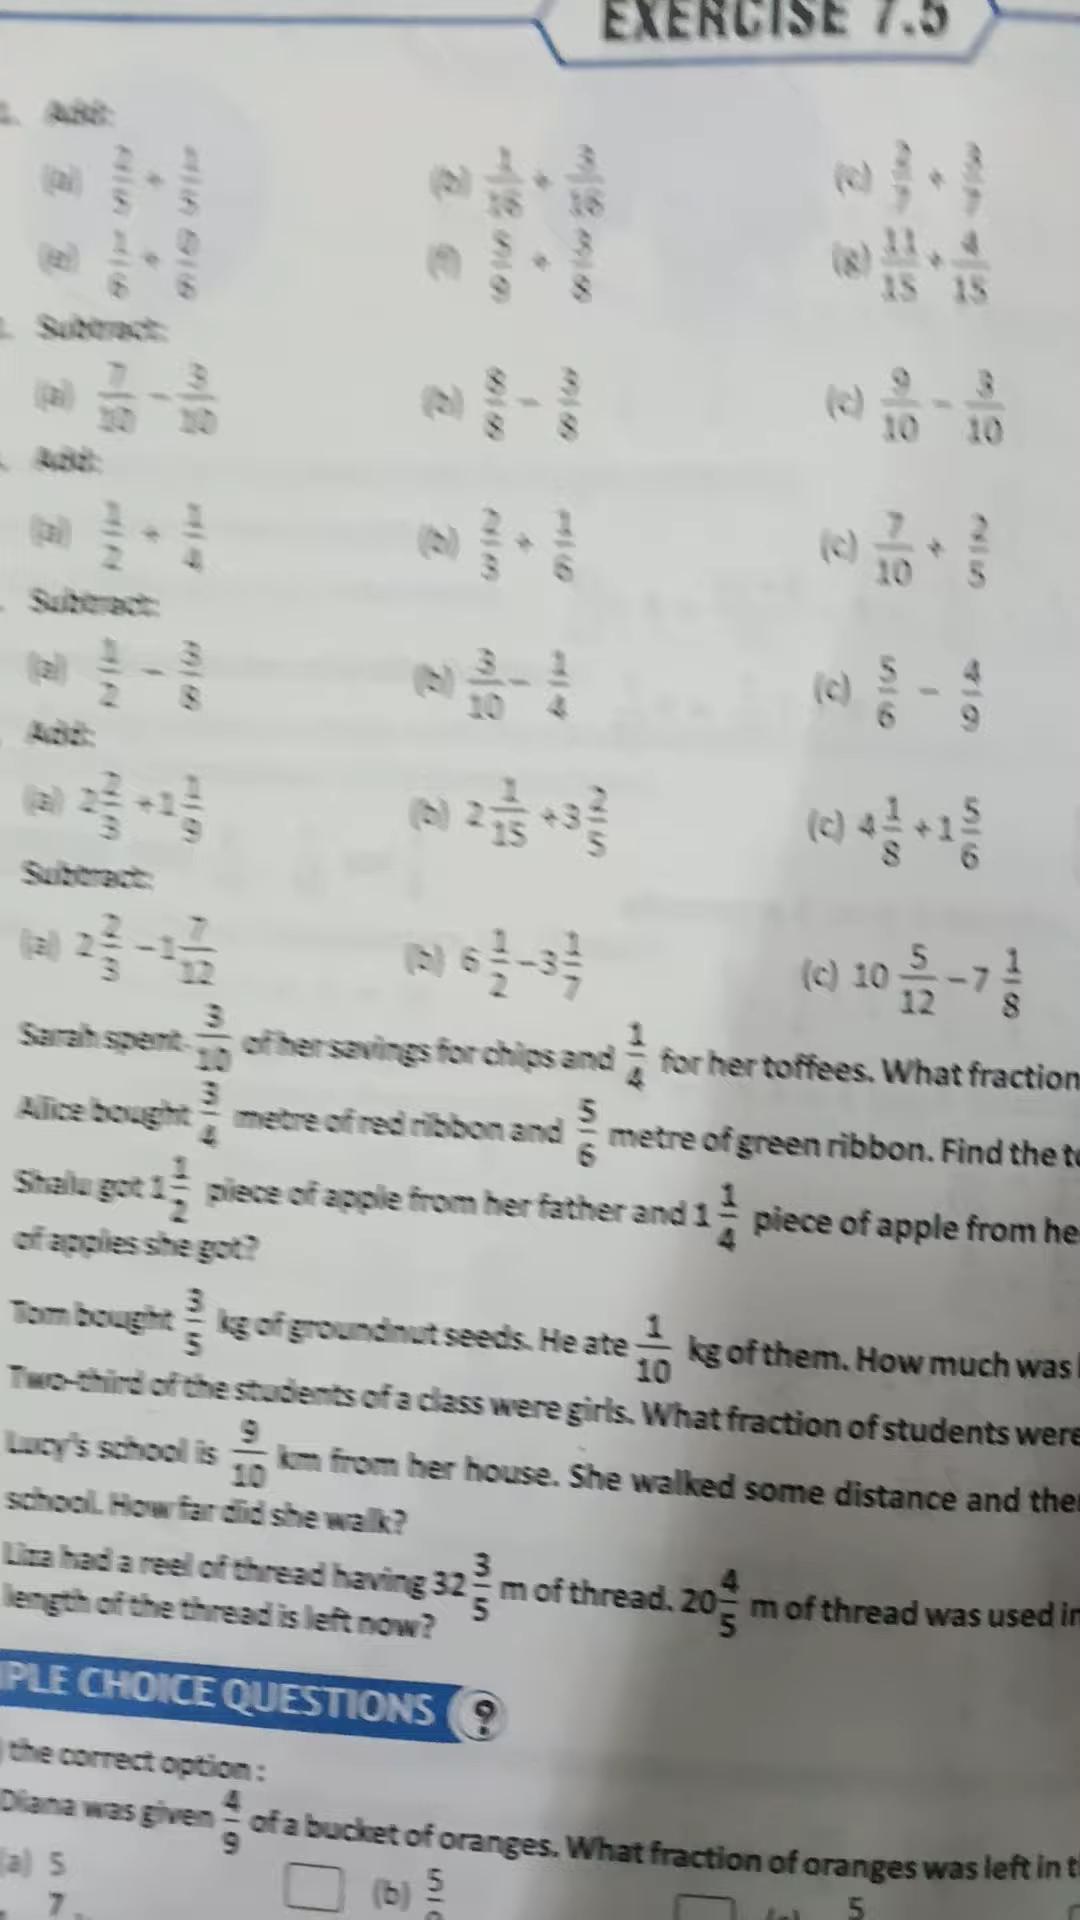 EXERCISE 7.5
Add:
(a) 2/5 + 1/5 (b) 1/18 + 3/18 (c) 2/7 + 3/7
(e) 1/6 + (f) (g) 11/15 + 4/15
Subtract:
(a) 7/10 − 3/10 (b) 8/8 − 3/8 (c) 9/10 − 3/10
Add:
(a) 1/2 + 1/4 (b) 2/3 + 1/6 (c) 7/10 + 2/5
Subtract:
(a) 1/2 − 3/8 (b) 3/10 − 1/4 (c) 5/6 − 4/9
Add:
(a) 2 2/3 + 1 1/9 (b) 2 1/15 + 3 2/5 (c) 4 1/8 + 1 5/6
Subtract:
(a) 2 2/3 − 1 7/12 (b) 6 1/2 − 3 1/7 (c) 10 5/12 − 7 1/8
Sarah spent 3/10 of her savings for chips and 1/4 for her toffees. What fraction
Alice bought 3/4 metre of red ribbon and 5/6 metre of green ribbon. Find the
Shalu got 1 1/2 piece of apple from her father and 1 1/4 piece of apple from
of apples she got?
Tom bought 3/5 kg of groundnut seeds. He ate 1/10 kg of them. How much was
Two-third of the students of a class were girls. What fraction of students were
Lucy's school is 9/10 km from her house. She walked some distance and
school. How far did she walk?
Liza had a reel of thread having 32 3/5 m of thread. 20 4/5 m of thread was used
length of the thread is left now?
PLE CHOICE QUESTIONS ?
the correct option :
Diana was given 4/9 of a bucket of oranges. What fraction of oranges was left in
(a) 5 (b) 5 5
7